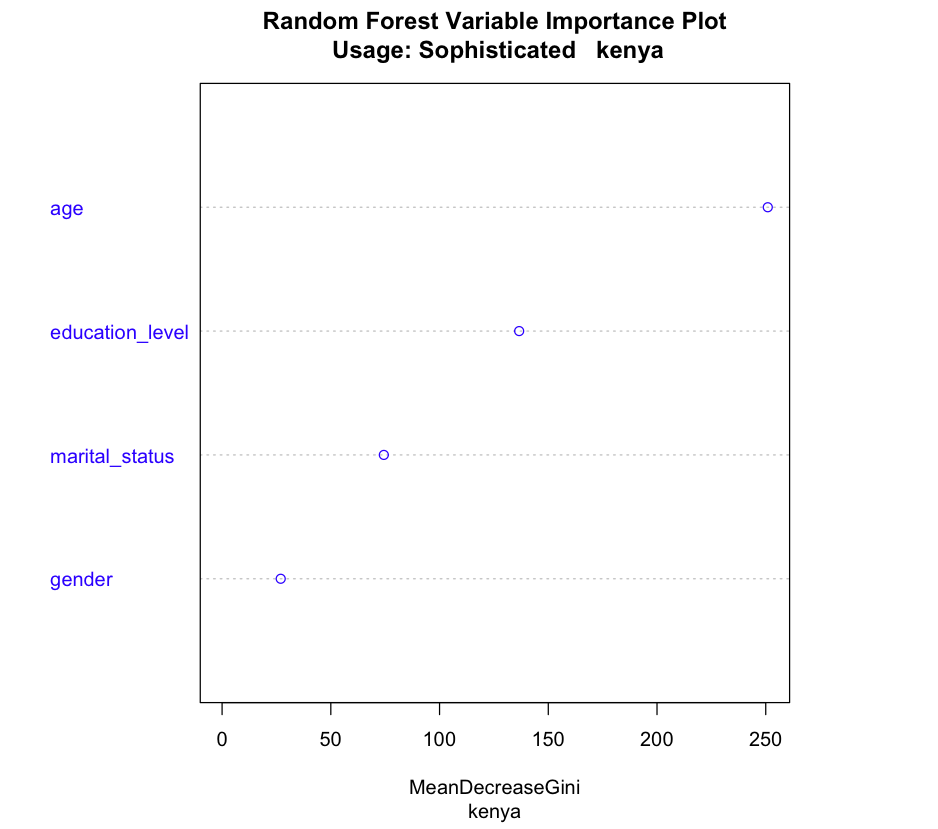 Random Forest Variable Importance Plot
Usage: Sophisticated   kenya
age
education_level
marital_status
gender
0 50 100 150 200 250
MeanDecreaseGini
kenya